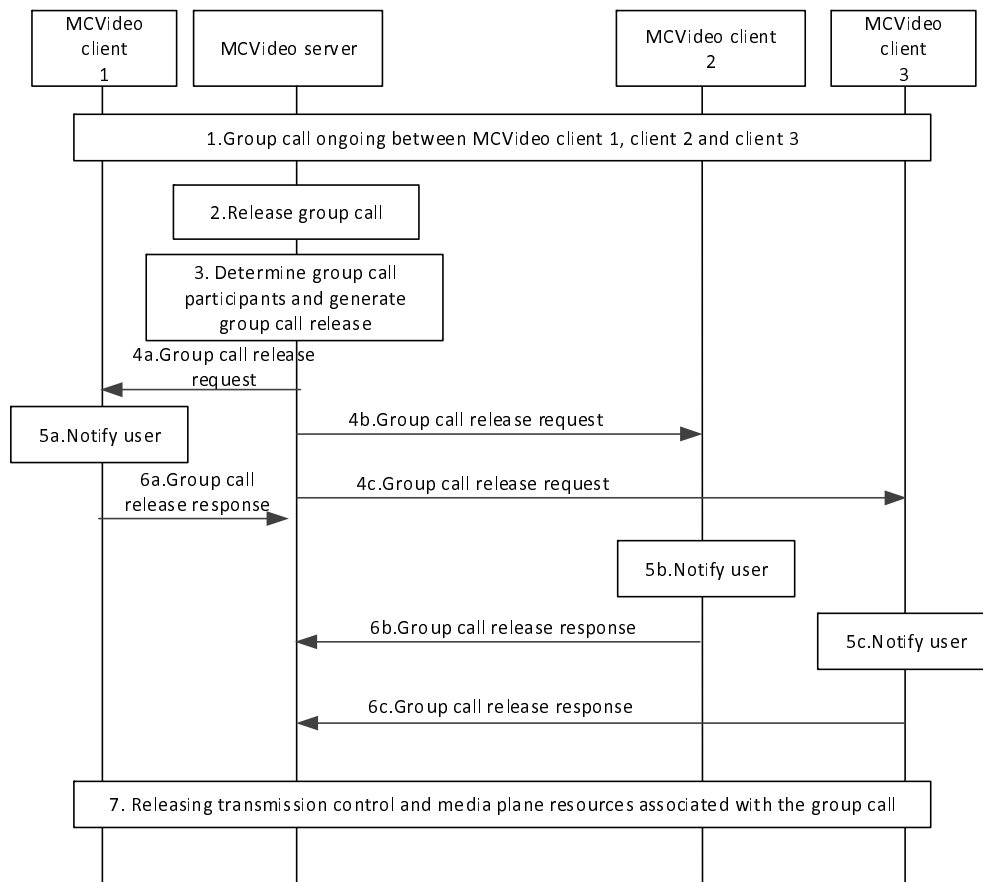 MCVideo
client
1
MCVideo server
MCVideo client
2
MCVideo
client
3
1.Group call ongoing between MCVideo client 1, client 2 and client 3
2.Release group call
3. Determine group call
participants and generate
group call release
4a.Group call release
request
5a.Notify user
4b.Group call release request
6a.Group call
release response
4c.Group call release request
5b.Notify user
6b.Group call release response
5c.Notify user
6c.Group call release response
7. Releasing transmission control and media plane resources associated with the group call